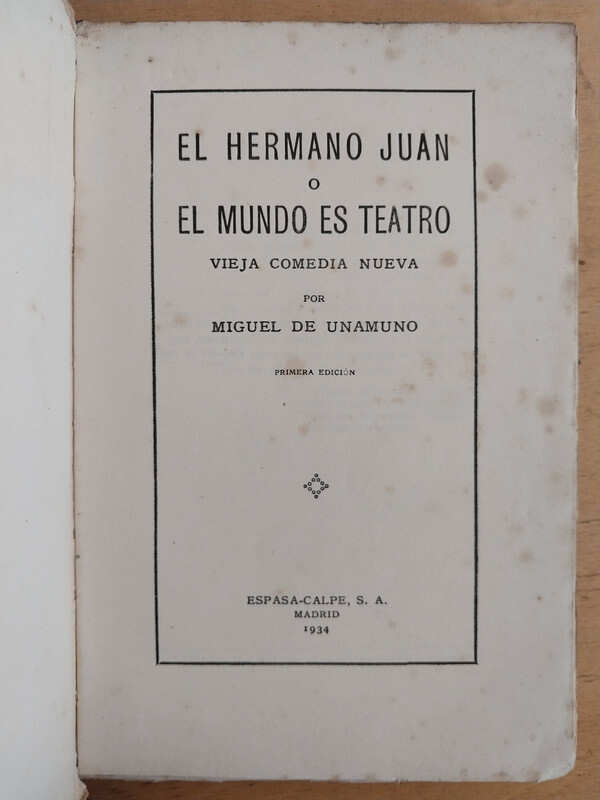 EL HERMANO JUAN
O
EL MUNDO ES TEATRO
VIEJA COMEDIA NUEVA
POR
MIGUEL DE UNAMUNO
PRIMERA EDICIÓN
ESPASA-CALPE, S. A.
MADRID
1934